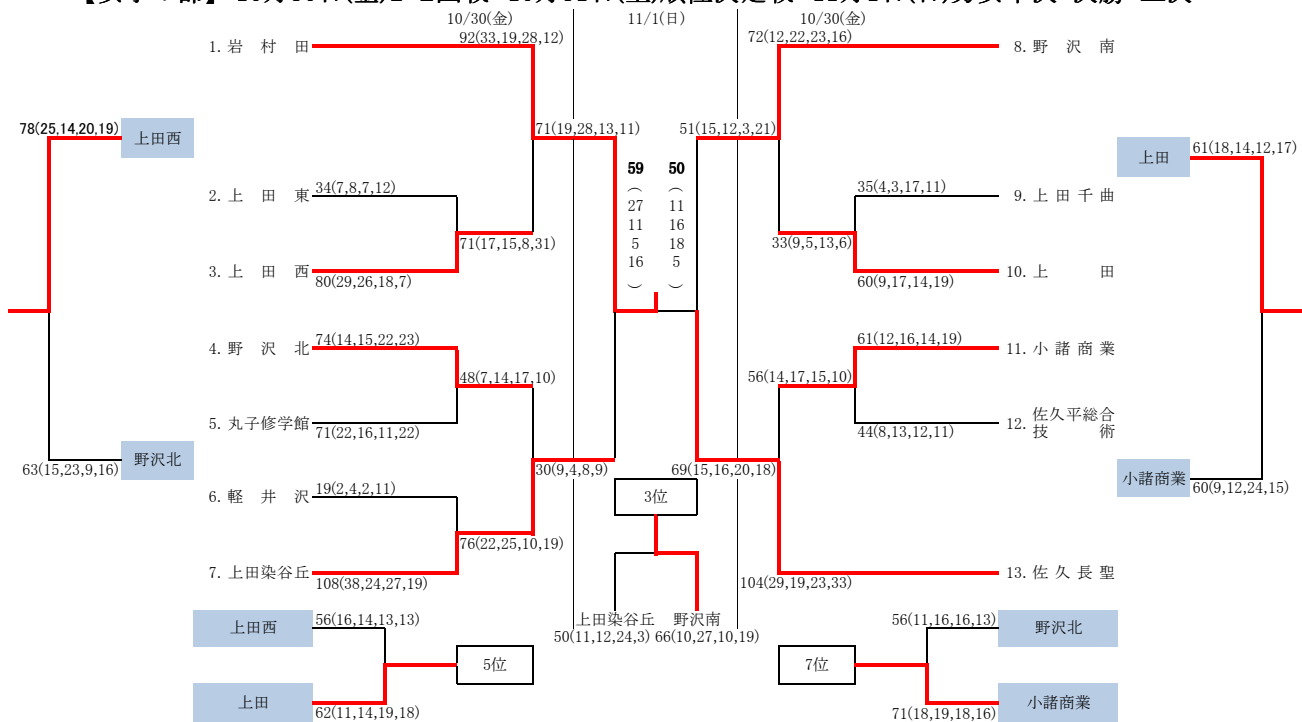 10/30(金)
11/1(日)
10/30(金)
92(33,19,28,12)
72(12,22,23,16)
1. 岩 村 田
8. 野 沢 南
78(25,14,20,19)
上田西
71(19,28,13,11)
51(15,12,3,21)
上田
61(18,14,12,17)
59 50
( (
27 11
11 16
5 18
16 5
) )
2. 上 田 東
34(7,8,7,12)
35(4,3,17,11)
9. 上 田 千 曲
71(17,15,8,31)
33(9,5,13,6)
3. 上 田 西
80(29,26,18,7)
60(9,17,14,19)
10. 上 田
4. 野 沢 北
74(14,15,22,23)
61(12,16,14,19)
11. 小 諸 商 業
48(7,14,17,10)
56(14,17,15,10)
5. 丸子修学館
71(22,16,11,22)
44(8,13,12,11)
12. 佐久平総合
技 術
63(15,23,9,16)
野沢北
30(9,4,8,9)
69(15,16,20,18)
小諸商業
60(9,12,24,15)
6. 軽 井 沢
19(2,4,2,11)
3位
76(22,25,10,19)
7. 上田染谷丘
108(38,24,27,19)
104(29,19,23,33)
13. 佐 久 長 聖
上田染谷丘
野沢南
50(11,12,24,3)
66(10,27,10,19)
上田西
56(16,14,13,13)
56(11,16,16,13)
野沢北
5位
7位
上田
62(11,14,19,18)
71(18,19,18,16)
小諸商業